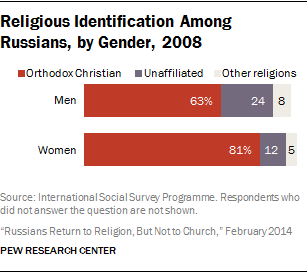 Religious Identification Among
Russians, by Gender, 2008
Orthodox Christian Unaffiliated Other religions
Men 63% 24 8
Women 81% 12 5
Source: International Social Survey Programme. Respondents who
did not answer the question are not shown.
“Russians Return to Religion, But Not to Church,” February 2014
PEW RESEARCH CENTER